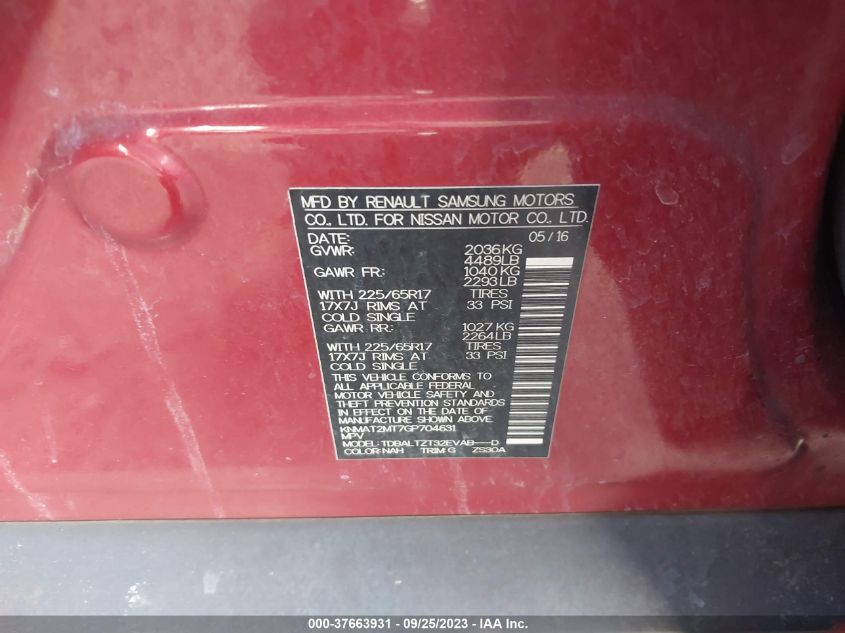 MFD BY RENAULT SAMSUNG MOTORS
CO., LTD. FOR NISSAN MOTOR CO., LTD.
DATE: 05/16
GVWR: 2036KG
4489LB
GAWR FR: 1040KG
2293LB
WITH 225/65R17 TIRES
17X7J RIMS AT 33 PSI
COLD SINGLE
GAWR RR: 1027KG
2264LB
WITH 225/65R17 TIRES
17X7J RIMS AT 33 PSI
COLD SINGLE
THIS VEHICLE CONFORMS TO
ALL APPLICABLE FEDERAL
MOTOR VEHICLE SAFETY AND
THEFT PREVENTION STANDARDS
IN EFFECT ON THE DATE OF
MANUFACTURE SHOWN ABOVE.
KNMAT2MT7GP704631
MPV
MODEL: TDBALTZT32EVAB---D
COLOR:NAH TRIM:G ZS30A
000-37663931 - 09/25/2023 - IAA Inc.